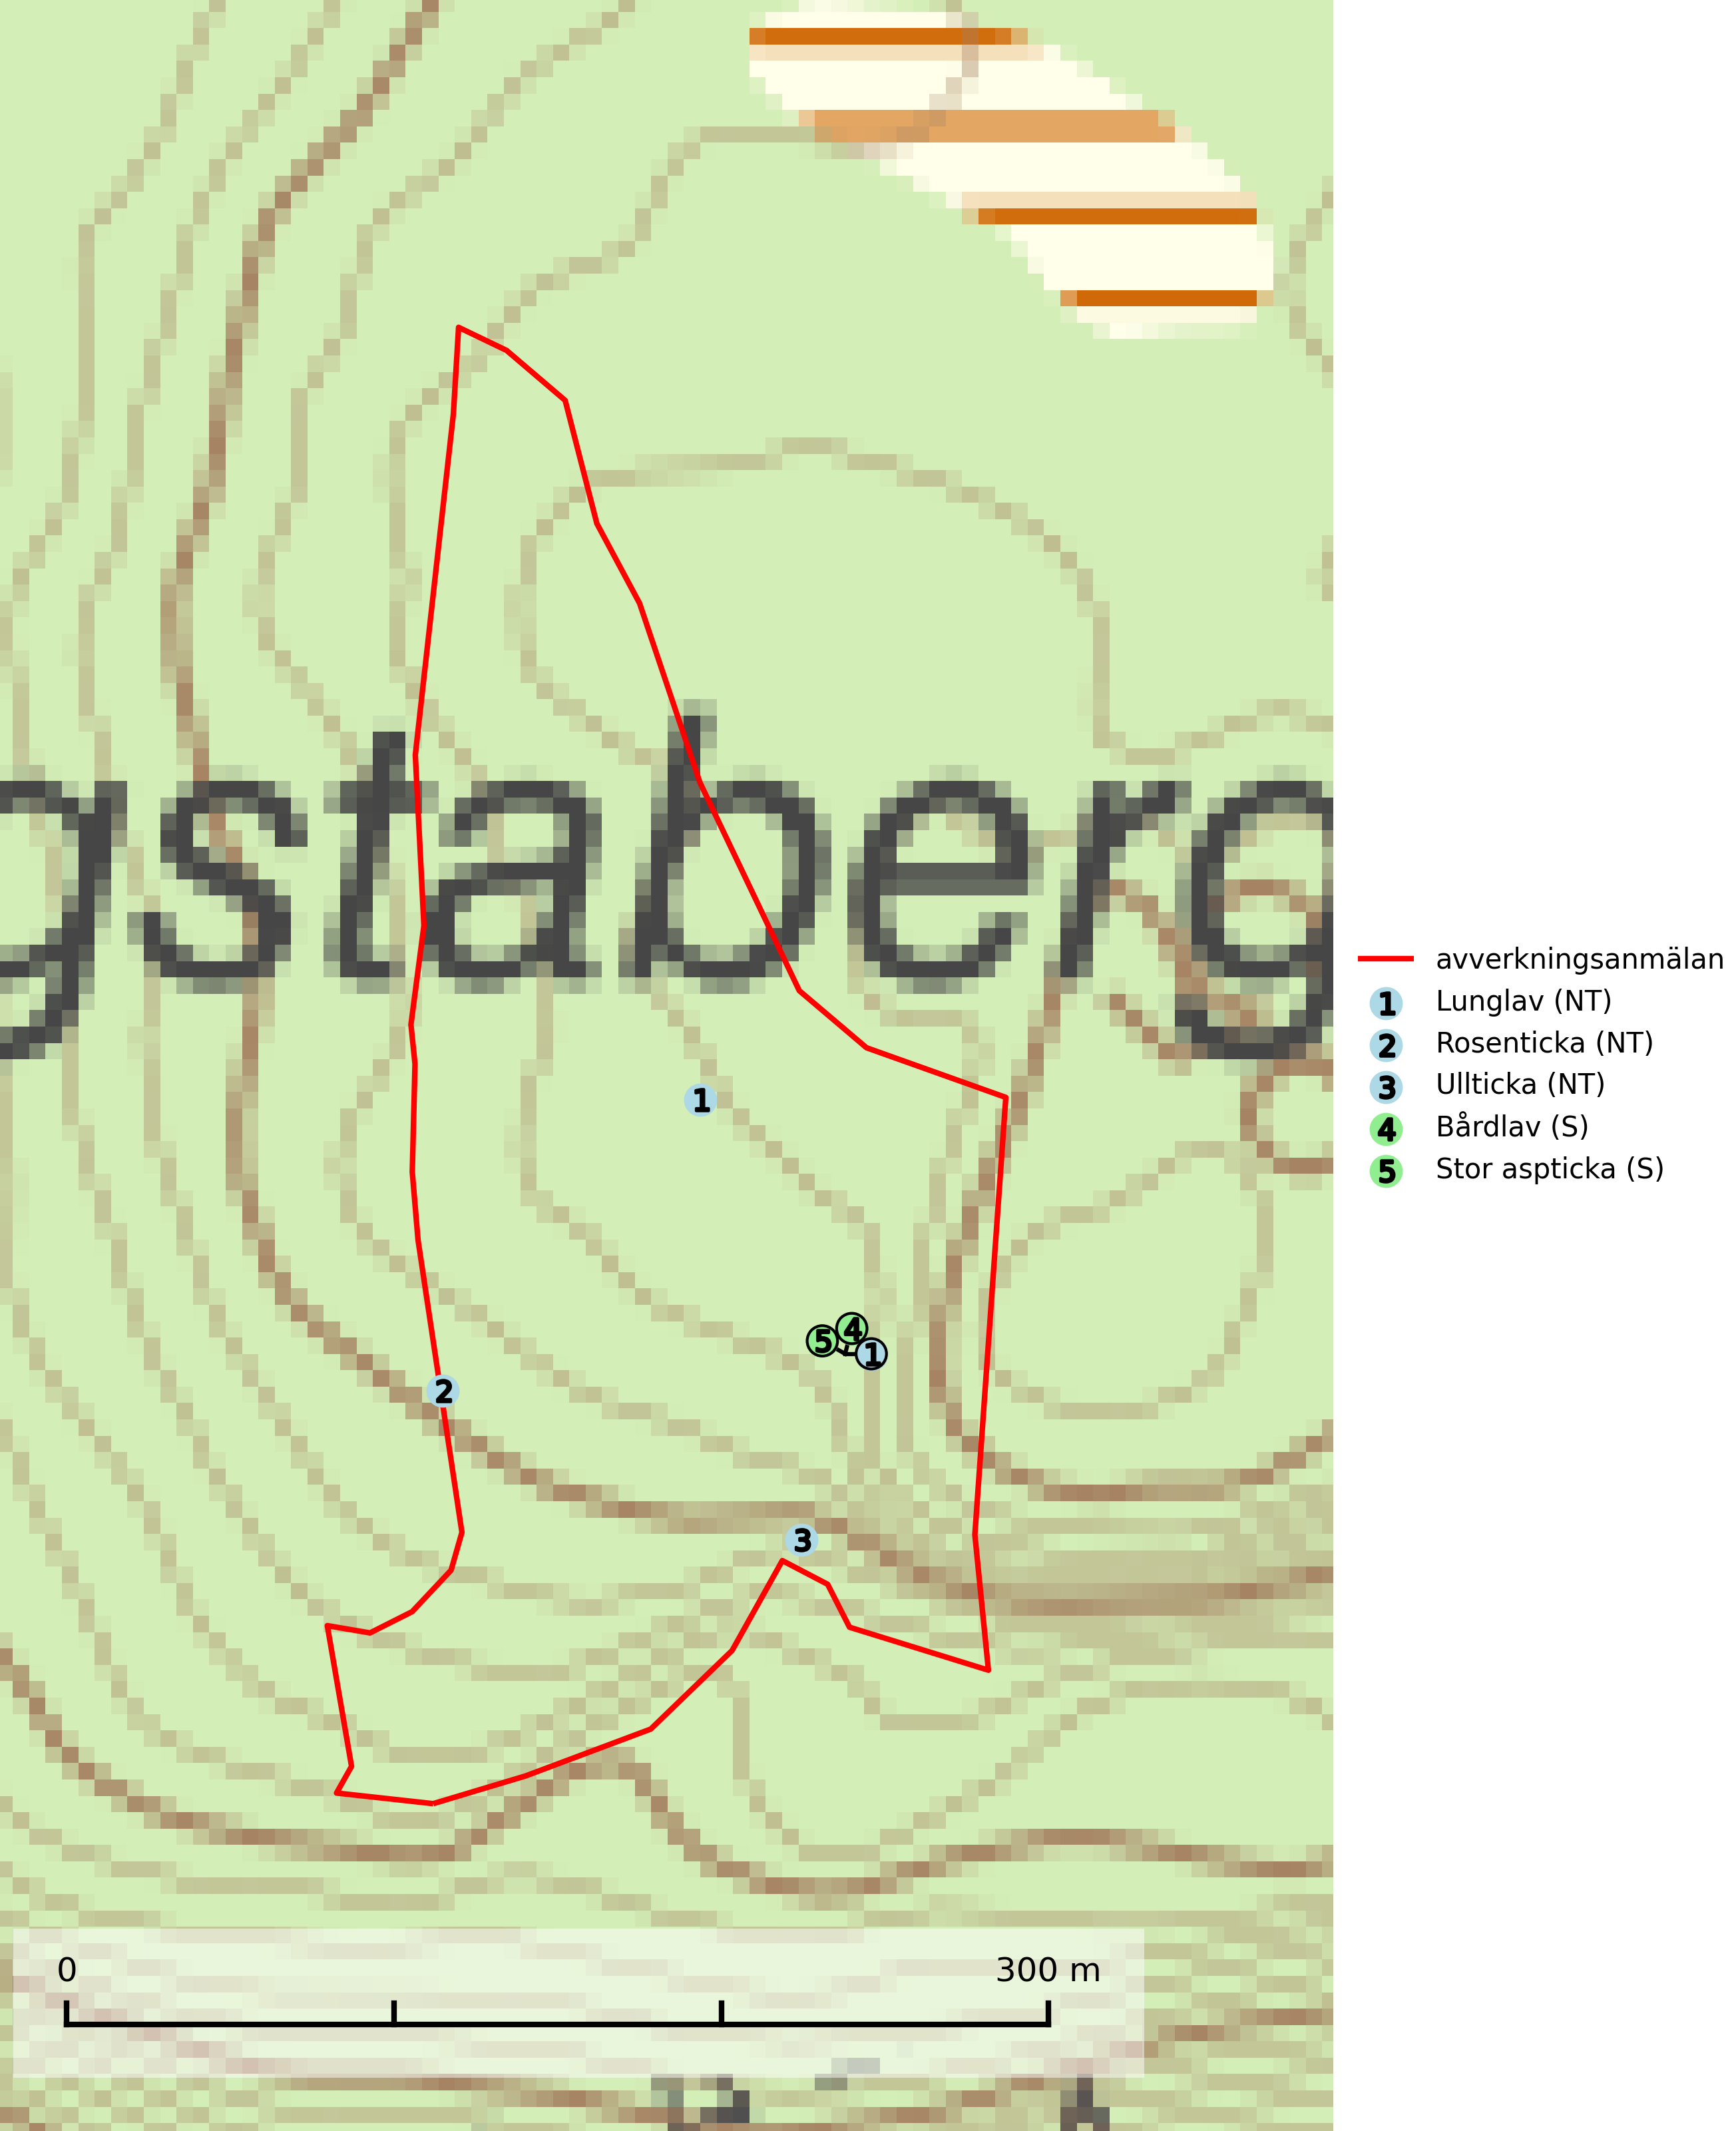 gstaberg
1
5
4
1
2
3
avverkningsanmälan
1 Lunglav (NT)
2 Rosenticka (NT)
3 Ullticka (NT)
4 Bårdlav (S)
5 Stor aspticka (S)
0 300 m